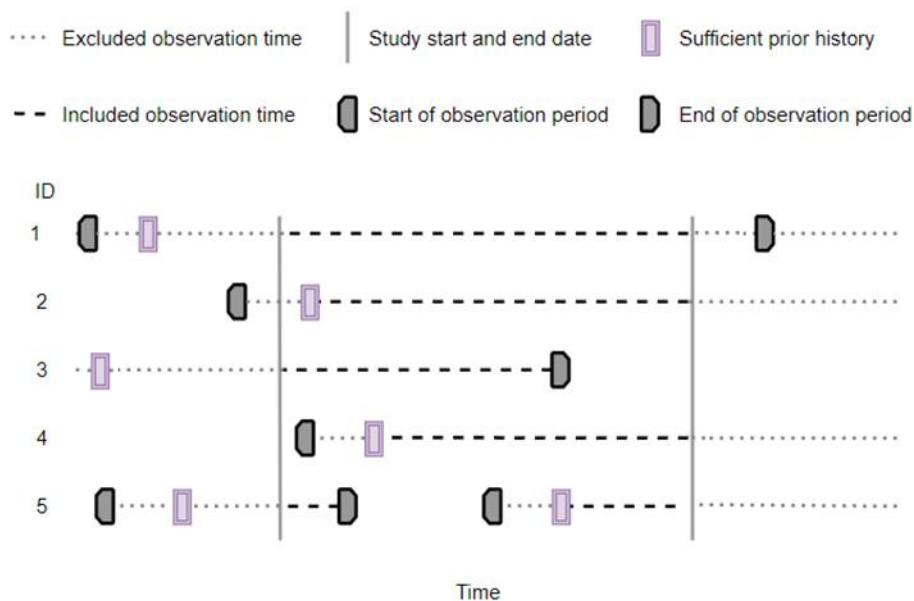 Excluded observation time
Study start and end date
Sufficient prior history
Included observation time
Start of observation period
End of observation period
ID
1
2
3
4
5
Time